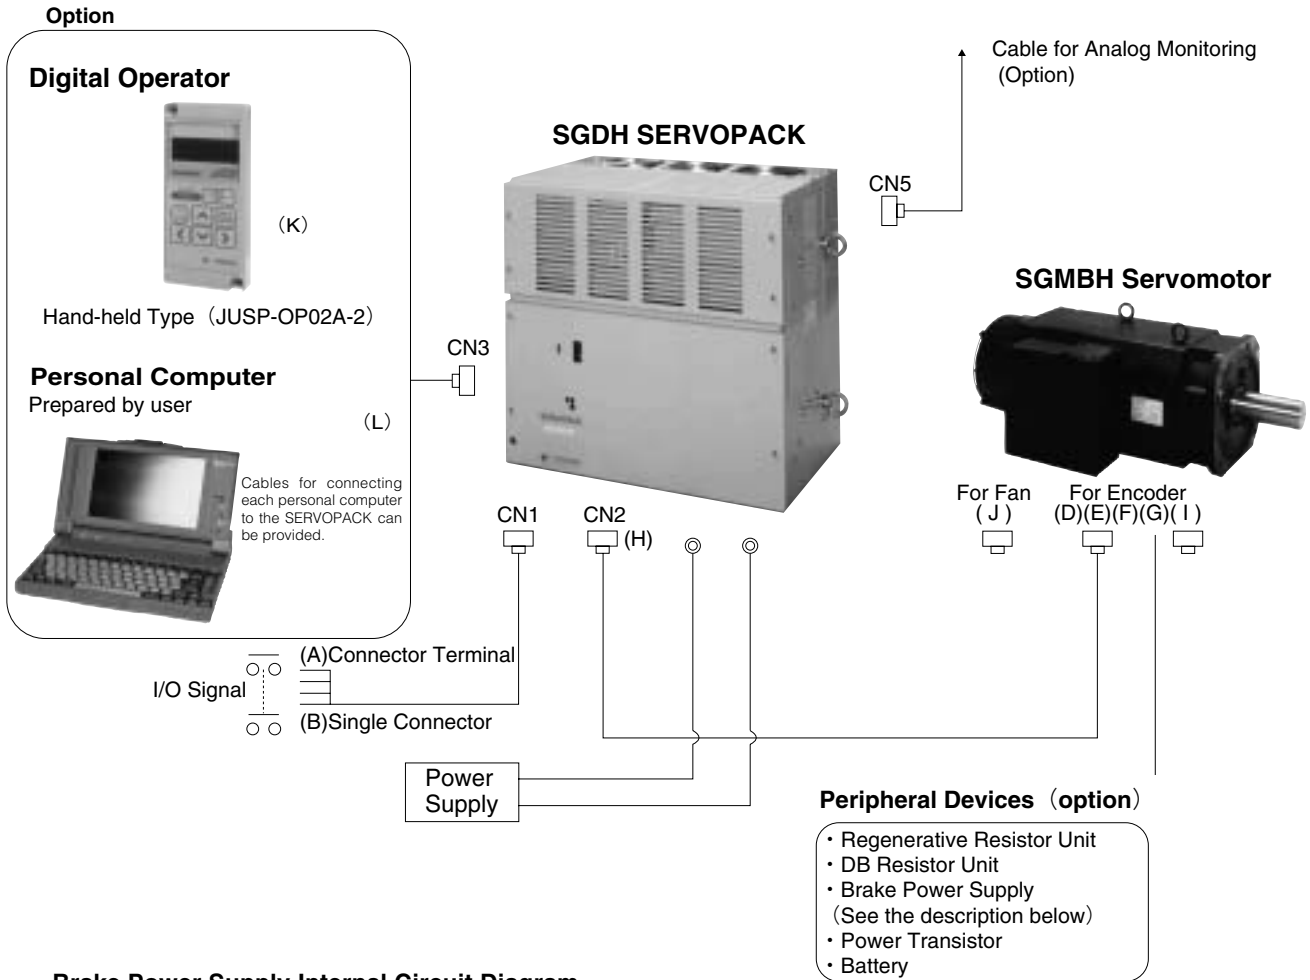 Option
Digital Operator
(K)
Hand-held Type (JUSP-OP02A-2)
Personal Computer
Prepared by user
(L)
Cables for connecting
each personal computer
to the SERVOPACK can
be provided.
SGDH SERVOPACK
Cable for Analog Monitoring
(Option)
CN5
CN3
SGMBH Servomotor
CN1
CN2
(H)
For Fan
( J )
For Encoder
(D)(E)(F)(G)( I )
(A)Connector Terminal
I/O Signal
(B)Single Connector
Power
Supply
Peripheral Devices (option)
・Regenerative Resistor Unit
・DB Resistor Unit
・Brake Power Supply
(See the description below)
・Power Transistor
・Battery
Brake Power Supply Internal Circuit Diagram